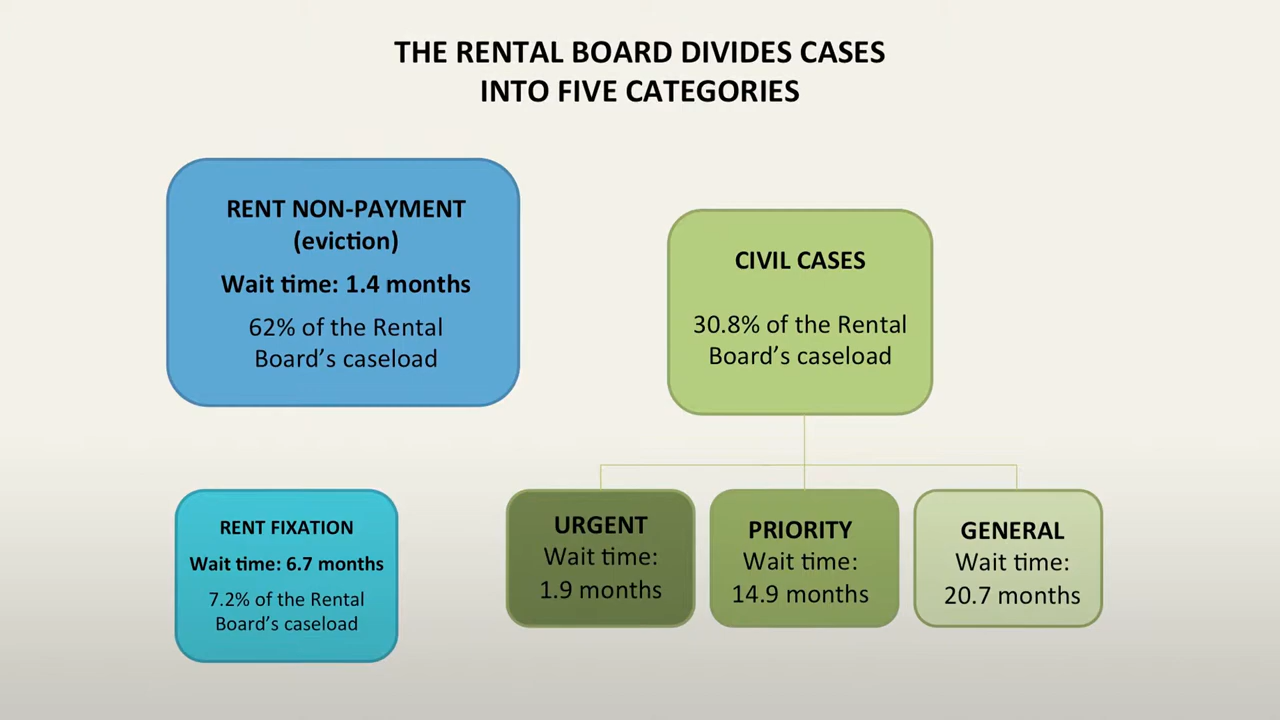 THE RENTAL BOARD DIVIDES CASES
INTO FIVE CATEGORIES
RENT NON-PAYMENT
(eviction)
Wait time: 1.4 months
62% of the Rental
Board’s caseload
CIVIL CASES
30.8% of the Rental
Board’s caseload
RENT FIXATION
Wait time: 6.7 months
7.2% of the Rental
Board’s caseload
URGENT
Wait time:
1.9 months
PRIORITY
Wait time:
14.9 months
GENERAL
Wait time:
20.7 months